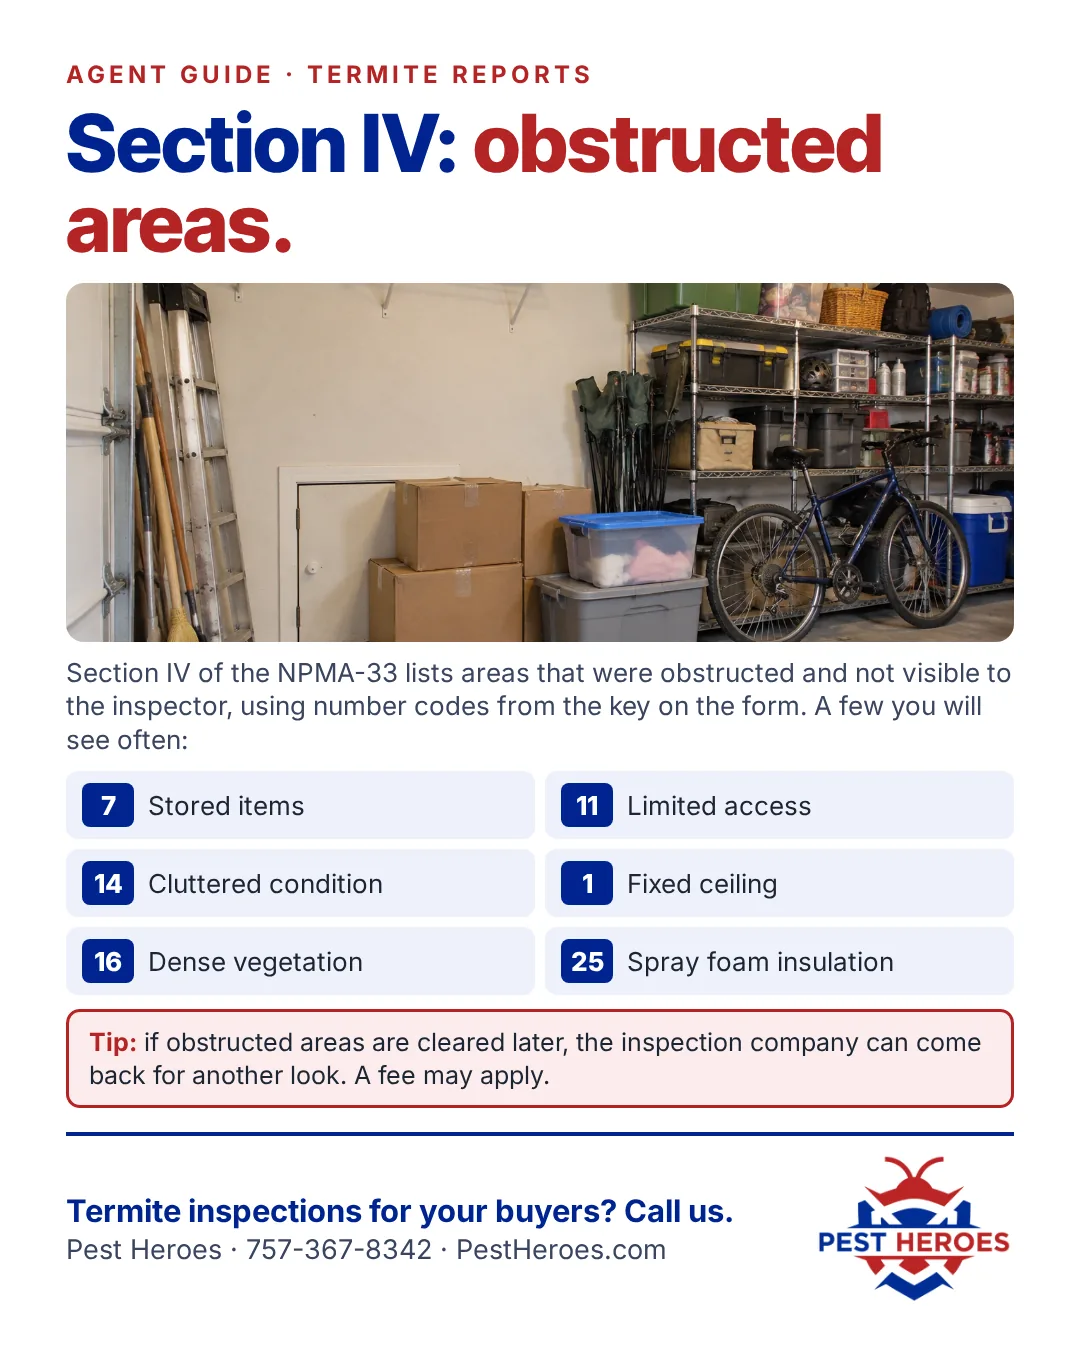 AGENT GUIDE · TERMITE REPORTS
Section IV: obstructed
areas.
Section IV of the NPMA-33 lists areas that were obstructed and not visible to
the inspector, using number codes from the key on the form. A few you will
see often:
7 Stored items
11 Limited access
14 Cluttered condition
1 Fixed ceiling
16 Dense vegetation
25 Spray foam insulation
Tip: if obstructed areas are cleared later, the inspection company can come
back for another look. A fee may apply.
Termite inspections for your buyers? Call us.
Pest Heroes · 757-367-8342 · PestHeroes.com
PEST HEROES